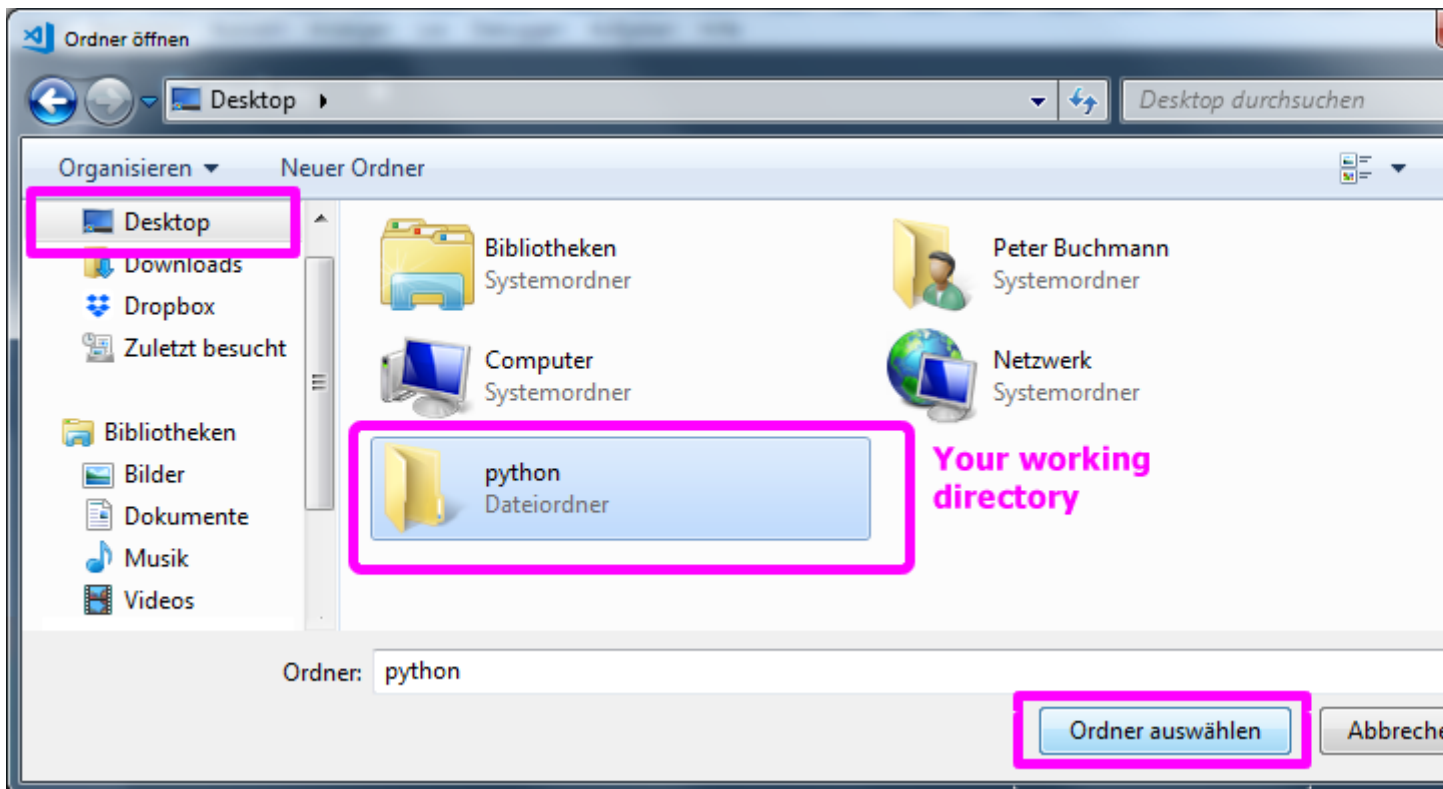 Ordner öffnen
Desktop
Desktop durchsuchen
Organisieren
Neuer Ordner
Desktop
Downloads
Dropbox
Zuletzt besucht
Bibliotheken
Bilder
Dokumente
Musik
Videos
Bibliotheken
Systemordner
Peter Buchmann
Systemordner
Computer
Systemordner
Netzwerk
Systemordner
python
Dateiordner
Your working
directory
Ordner: python
Ordner auswählen
Abbreche